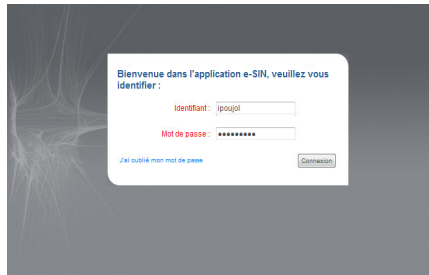 Bienvenue dans l'application e-SIN, veuillez vous
identifier :
Identifiant : ipoujol
Mot de passe : •••••••••
J'ai oublié mon mot de passe Connexion